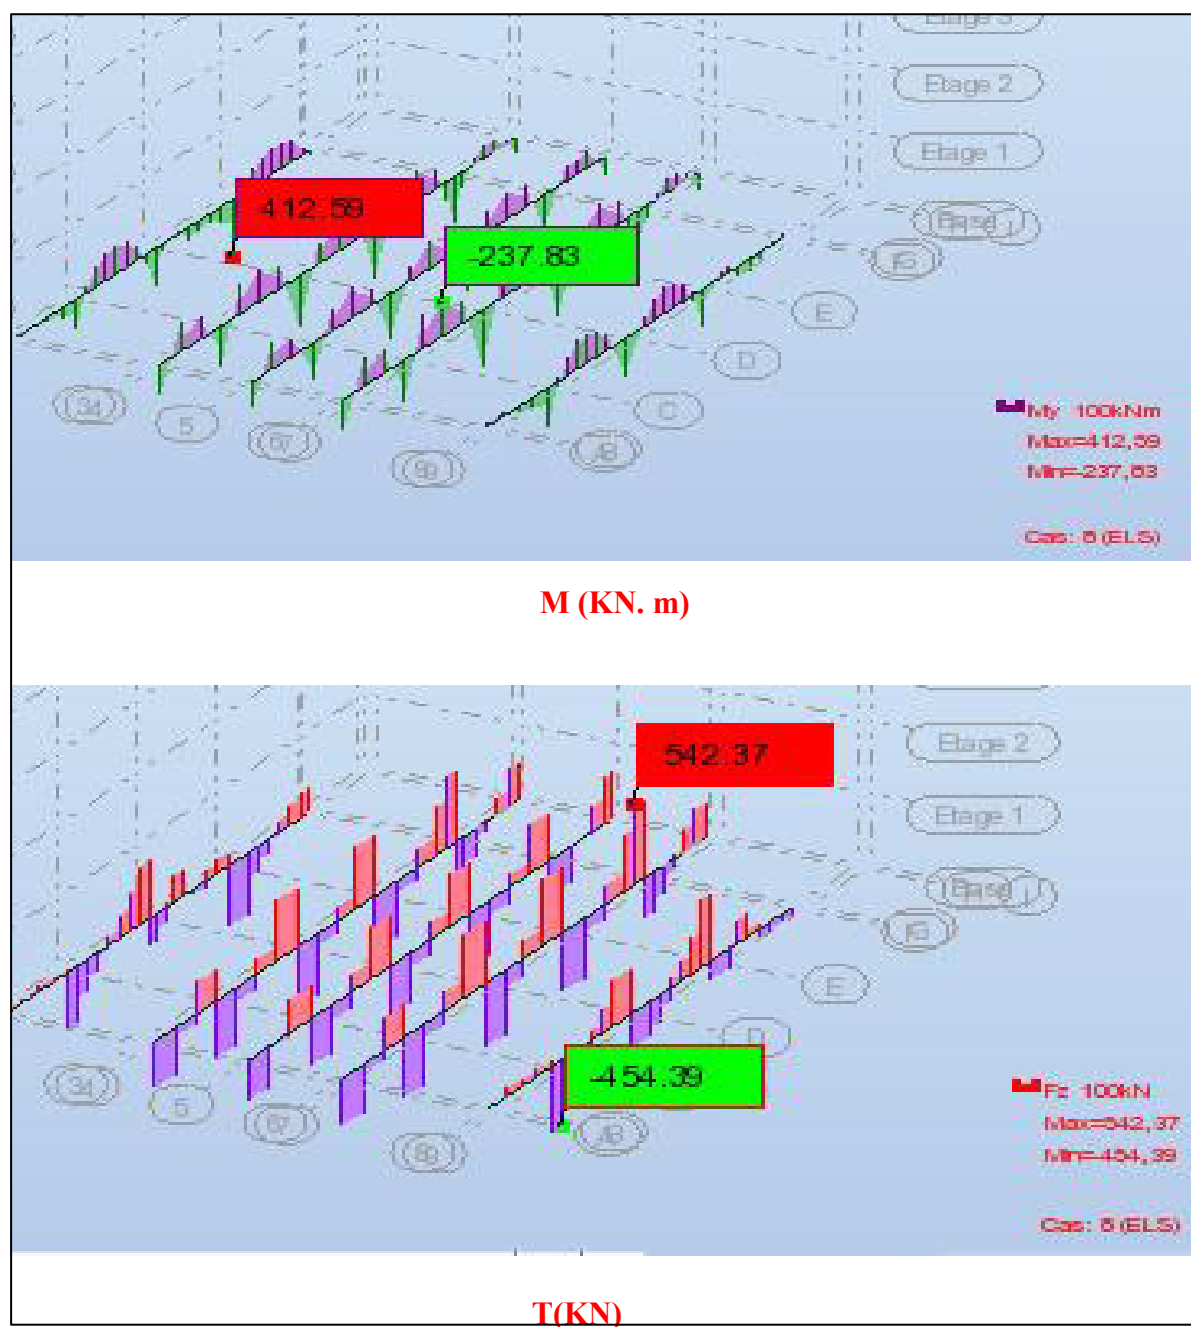 Etage 3
Etage 2
Etage 1
412.59
-237.83
E
D
C
5
My 100kNm
Max=412,59
Min=-237,83
Cas: 8 (ELS)
M (KN. m)
542.37
Etage 2
Etage 1
E
D
-454.39
5
Fz 100kN
Max=542,37
Min=-454,39
Cas: 8 (ELS)
T(KN)